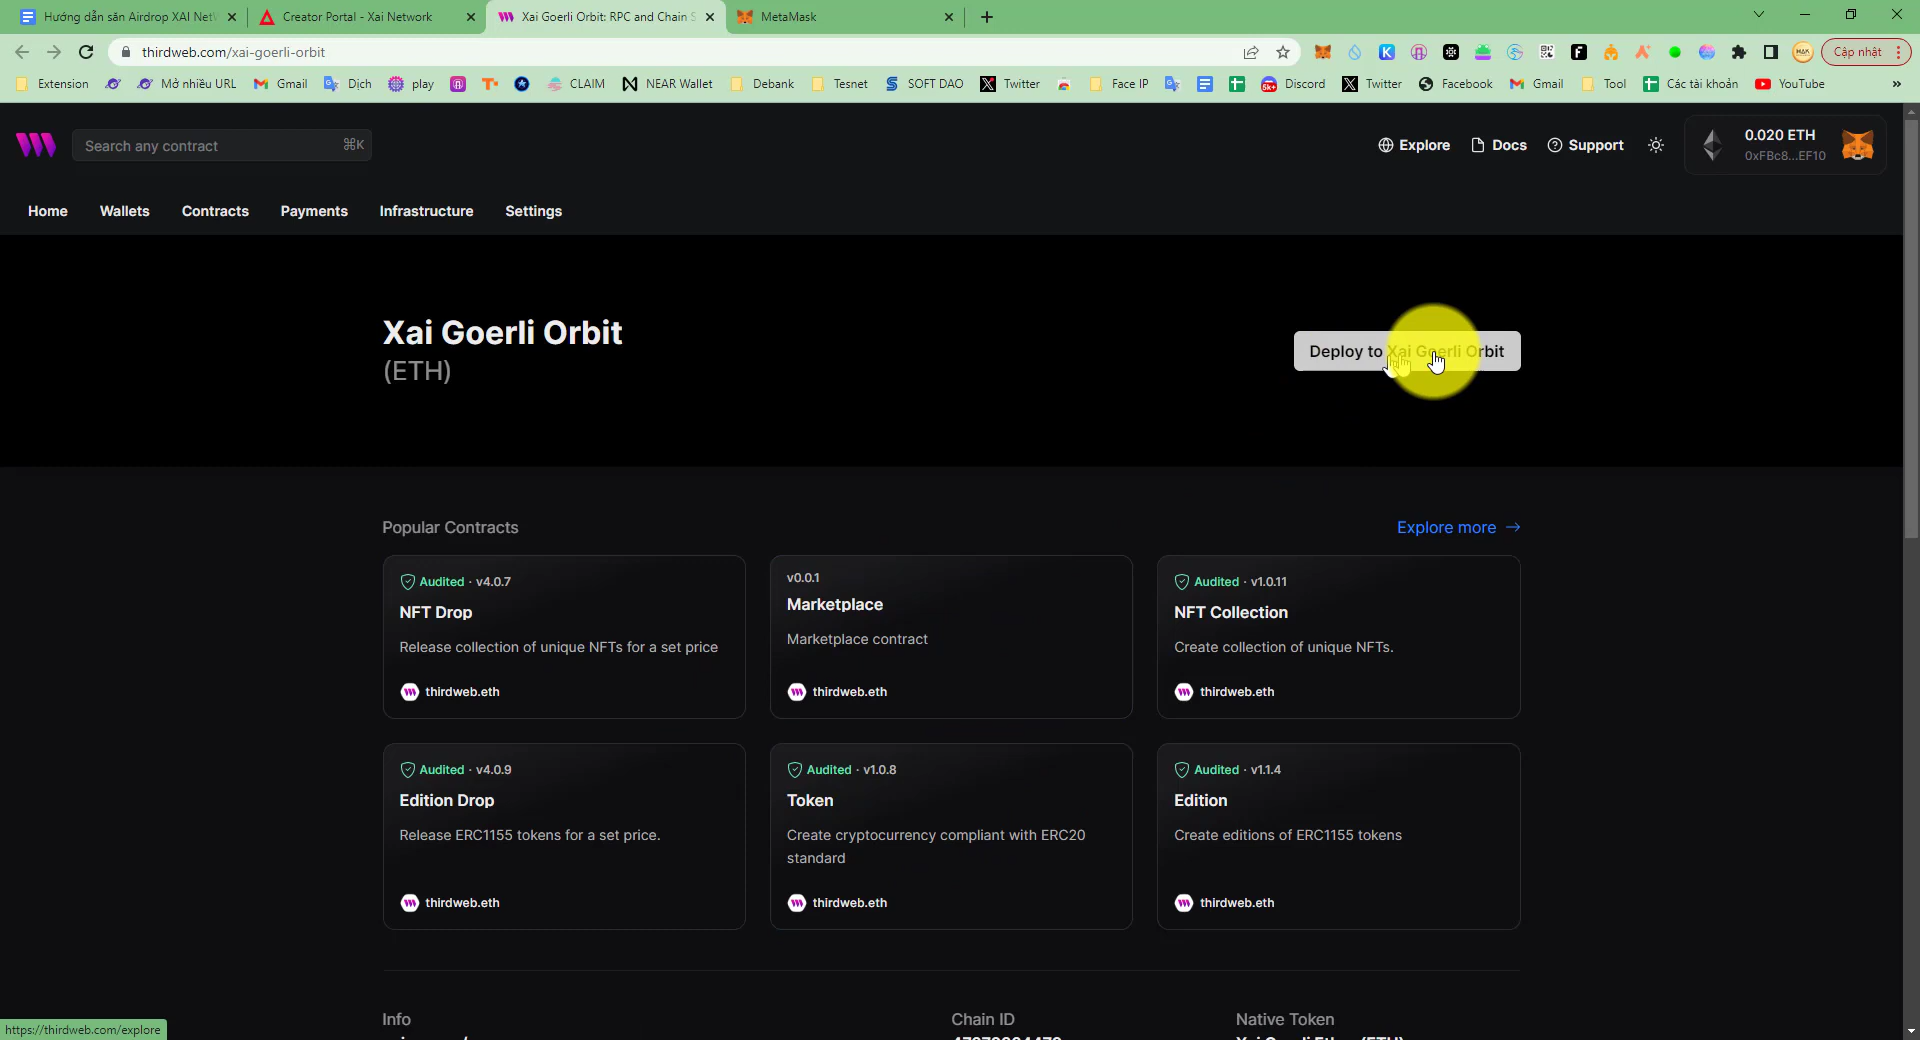 Hướng dẫn săn Airdrop XAI Net
Creator Portal - Xai Network
Xai Goerli Orbit: RPC and Chain S
MetaMask
thirdweb.com/xai-goerli-orbit
Cập nhật
Extension
Mở nhiều URL
Gmail
Dịch
play
CLAIM
NEAR Wallet
Debank
Tesnet
SOFT DAO
Twitter
Face IP
5k+
Discord
Twitter
Facebook
Gmail
Tool
Các tài khoản
YouTube
»
Search any contract
⌘K
Explore
Docs
Support
0.020 ETH
0xFBc8...EF10
Home
Wallets
Contracts
Payments
Infrastructure
Settings
Xai Goerli Orbit
(ETH)
Deploy to Xai Goerli Orbit
Popular Contracts
Explore more →
Audited · v4.0.7
NFT Drop
Release collection of unique NFTs for a set price
thirdweb.eth
v0.0.1
Marketplace
Marketplace contract
thirdweb.eth
Audited · v1.0.11
NFT Collection
Create collection of unique NFTs.
thirdweb.eth
Audited · v4.0.9
Edition Drop
Release ERC1155 tokens for a set price.
thirdweb.eth
Audited · v1.0.8
Token
Create cryptocurrency compliant with ERC20
standard
thirdweb.eth
Audited · v1.1.4
Edition
Create editions of ERC1155 tokens
thirdweb.eth
Info
Chain ID
Native Token
https://thirdweb.com/explore